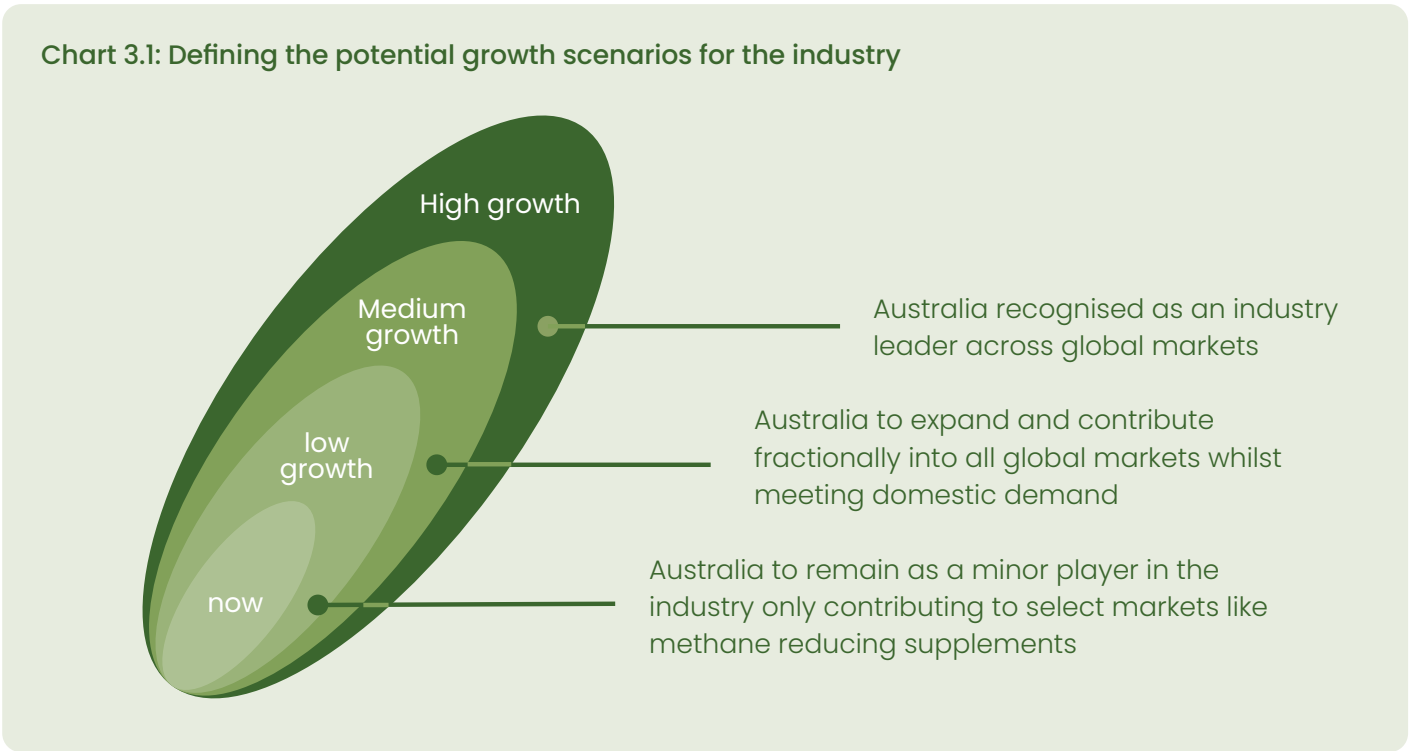 Chart 3.1: Defining the potential growth scenarios for the industry
High growth
Medium
growth
low
growth
now
Australia recognised as an industry
leader across global markets
Australia to expand and contribute
fractionally into all global markets whilst
meeting domestic demand
Australia to remain as a minor player in the
industry only contributing to select markets like
methane reducing supplements